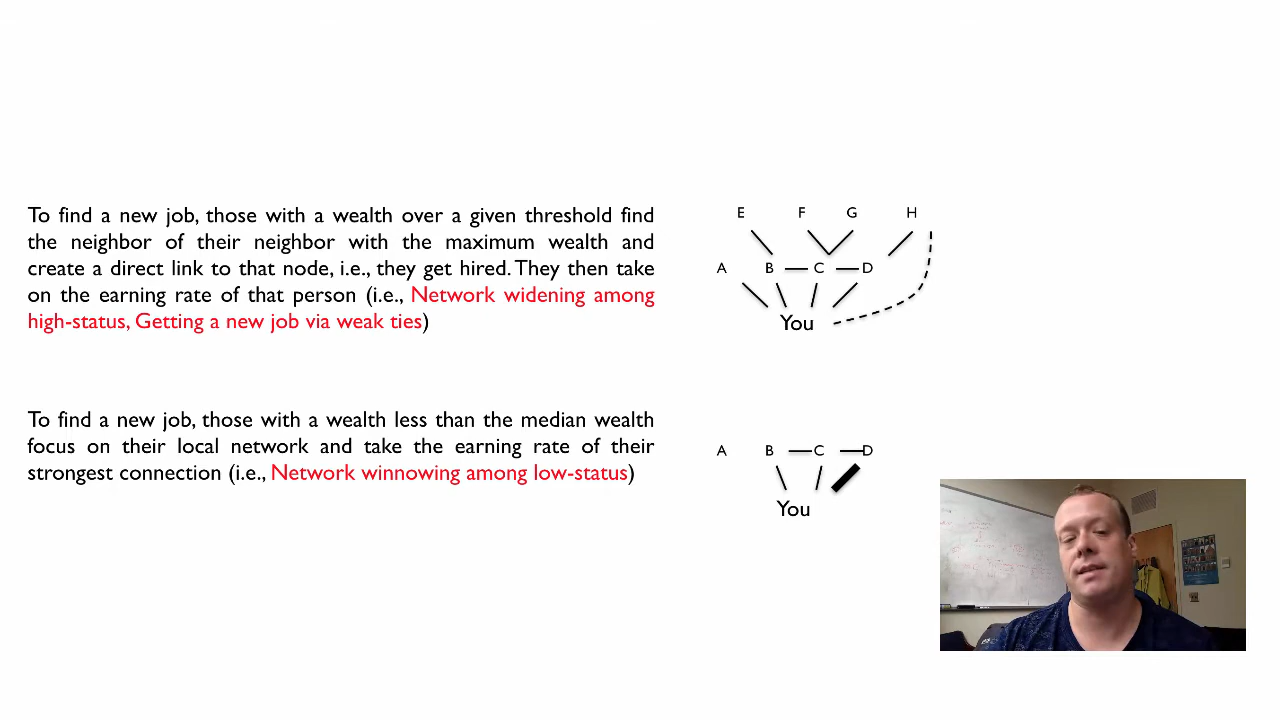 To find a new job, those with a wealth over a given threshold find
the neighbor of their neighbor with the maximum wealth and
create a direct link to that node, i.e., they get hired. They then take
on the earning rate of that person (i.e., Network widening among
high-status, Getting a new job via weak ties)
E F G H
A B C D
You
To find a new job, those with a wealth less than the median wealth
focus on their local network and take the earning rate of their
strongest connection (i.e., Network winnowing among low-status)
A B C D
You